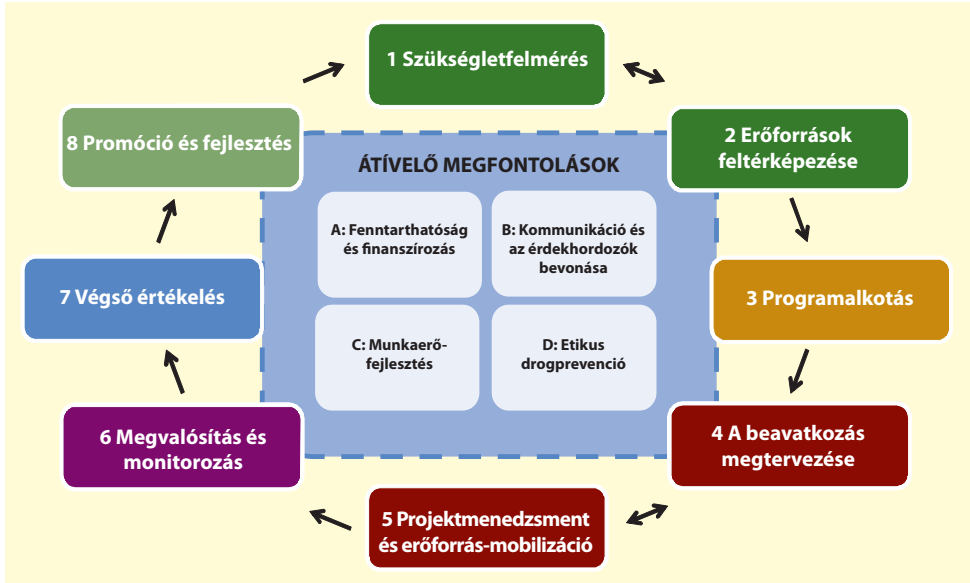 1 Szükségletfelmérés
2 Erőforrások
feltérképezése
3 Programalkotás
4 A beavatkozás
megtervezése
5 Projektmenedzsment
és erőforrás-mobilizáció
6 Megvalósítás és
monitorozás
7 Végső értékelés
8 Promóció és fejlesztés
ÁTÍVELŐ MEGFONTOLÁSOK
A: Fenntarthatóság
és finanszírozás
B: Kommunikáció és
az érdekhordozók
bevonása
C: Munkaerő-
fejlesztés
D: Etikus
drogprevenció